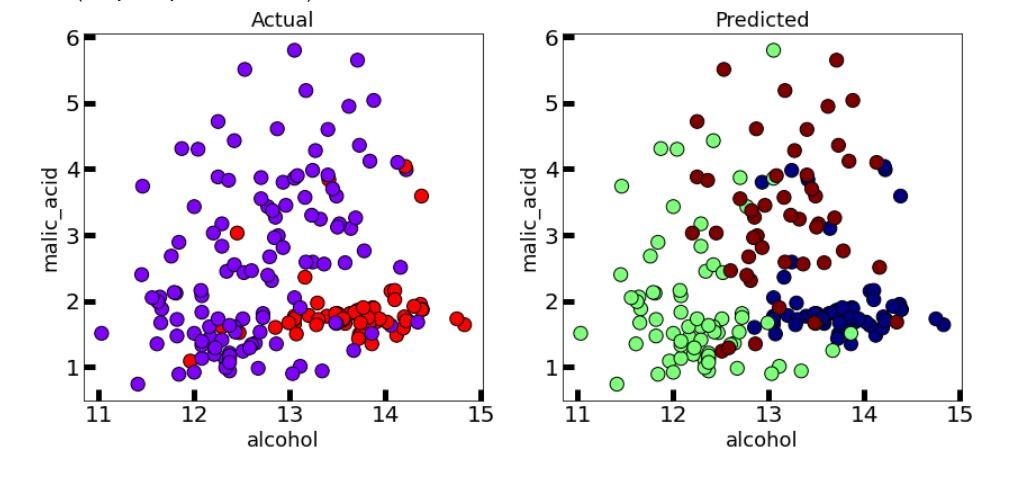 Actual Predicted
6 6
5 5
4 4
3 3
2 2
1 1
malic_acid malic_acid
11 12 13 14 15 11 12 13 14 15
alcohol alcohol